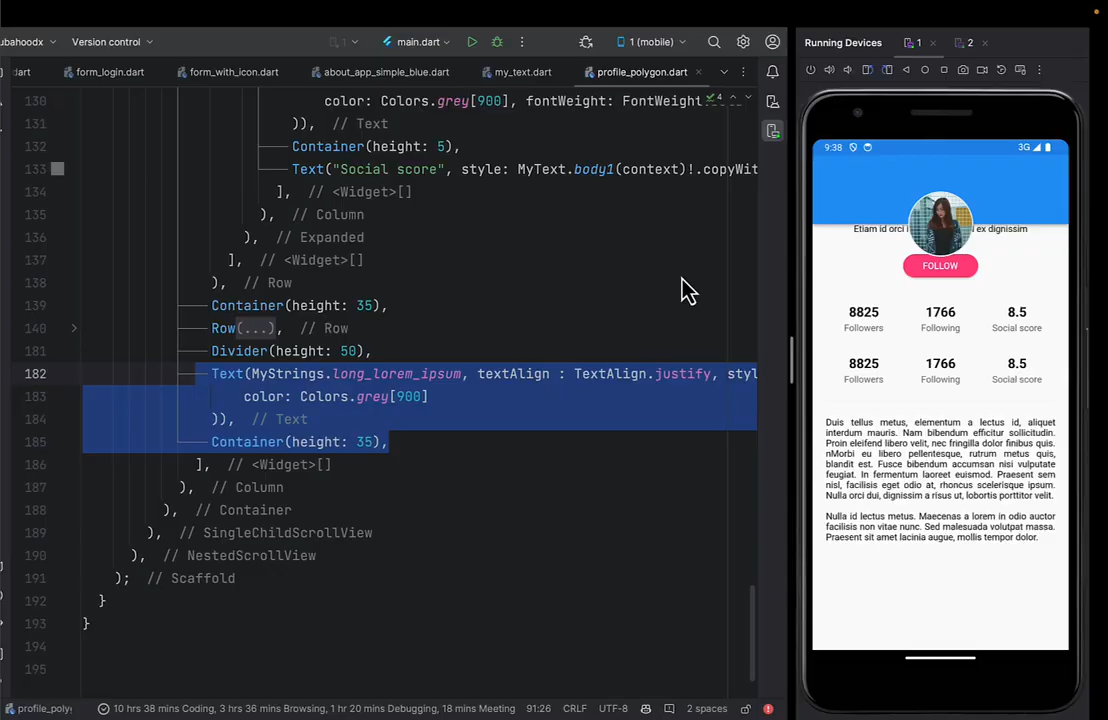 ubahoodx
Version control
1
main.dart
1 (mobile)
Running Devices
1
2
dart
form_login.dart
form_with_icon.dart
about_app_simple_blue.dart
my_text.dart
profile_polygon.dart
4
130 color: Colors.grey[900], fontWeight: FontWeight
131 )), // Text
132 Container(height: 5),
133 Text("Social score", style: MyText.body1(context)!.copyWit
134 ], // <Widget>[]
135 ), // Column
136 ), // Expanded
137 ], // <Widget>[]
138 ), // Row
139 Container(height: 35),
140 Row(...), // Row
181 Divider(height: 50),
182 Text(MyStrings.long_lorem_ipsum, textAlign : TextAlign.justify, styl
183 color: Colors.grey[900]
184 )), // Text
185 Container(height: 35),
186 ], // <Widget>[]
187 ), // Column
188 ), // Container
189 ), // SingleChildScrollView
190 ), // NestedScrollView
191 ); // Scaffold
192 }
193 }
194
195
profile_poly
10 hrs 38 mins Coding, 3 hrs 36 mins Browsing, 1 hr 20 mins Debugging, 18 mins Meeting
91:26
CRLF
UTF-8
2 spaces
9:38
3G
Etiam id orci ex dignissim
FOLLOW
8825 1766 8.5
Followers Following Social score
8825 1766 8.5
Followers Following Social score
Duis tellus metus, elementum a lectus id, aliquet
interdum mauris. Nam bibendum efficitur sollicitudin.
Proin eleifend libero velit, nec fringilla dolor finibus quis.
nMorbi eu libero pellentesque, rutrum metus quis,
blandit est. Fusce bibendum accumsan nisi vulputate
feugiat. In fermentum laoreet euismod. Praesent sem
nisl, facilisis eget odio at, rhoncus scelerisque ipsum.
Nulla orci dui, dignissim a risus ut, lobortis porttitor velit.
Nulla id lectus metus. Maecenas a lorem in odio auctor
facilisis non vitae nunc. Sed malesuada volutpat massa.
Praesent sit amet lacinia augue, mollis tempor dolor.